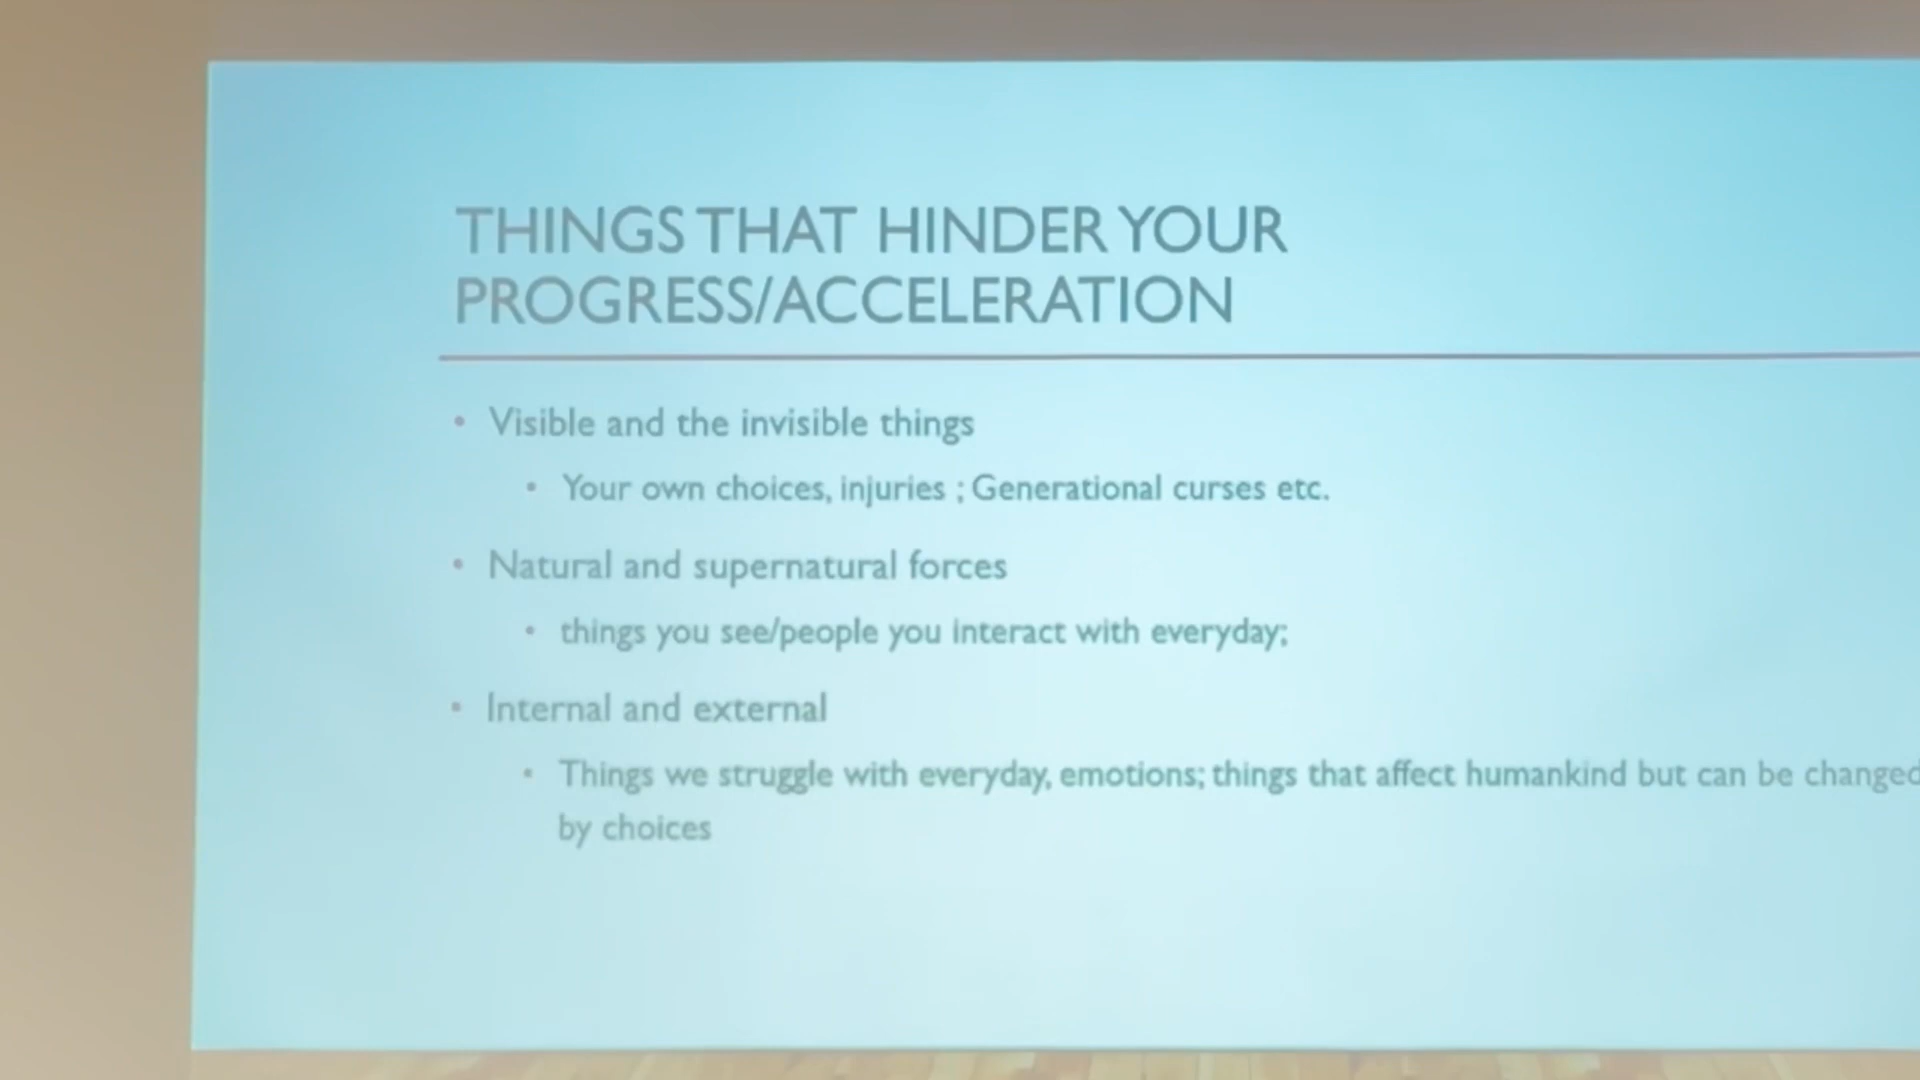 THINGS THAT HINDER YOUR
PROGRESS/ACCELERATION
• Visible and the invisible things
• Your own choices, injuries ; Generational curses etc.
• Natural and supernatural forces
• things you see/people you interact with everyday;
• Internal and external
• Things we struggle with everyday, emotions; things that affect humankind but can be changed
by choices